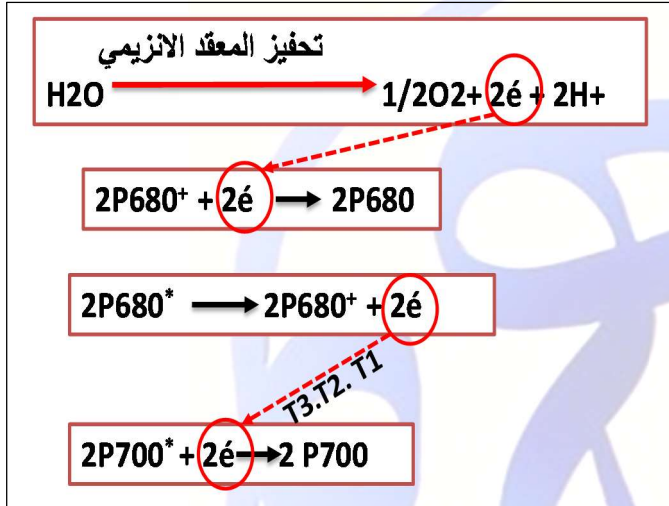 تحفيز المعقد الانزيمي
H2O → 1/2O2+ 2é + 2H+
2P680⁺ + 2é → 2P680
2P680* → 2P680⁺ + 2é
T3.T2. T1
2P700* + 2é → 2 P700